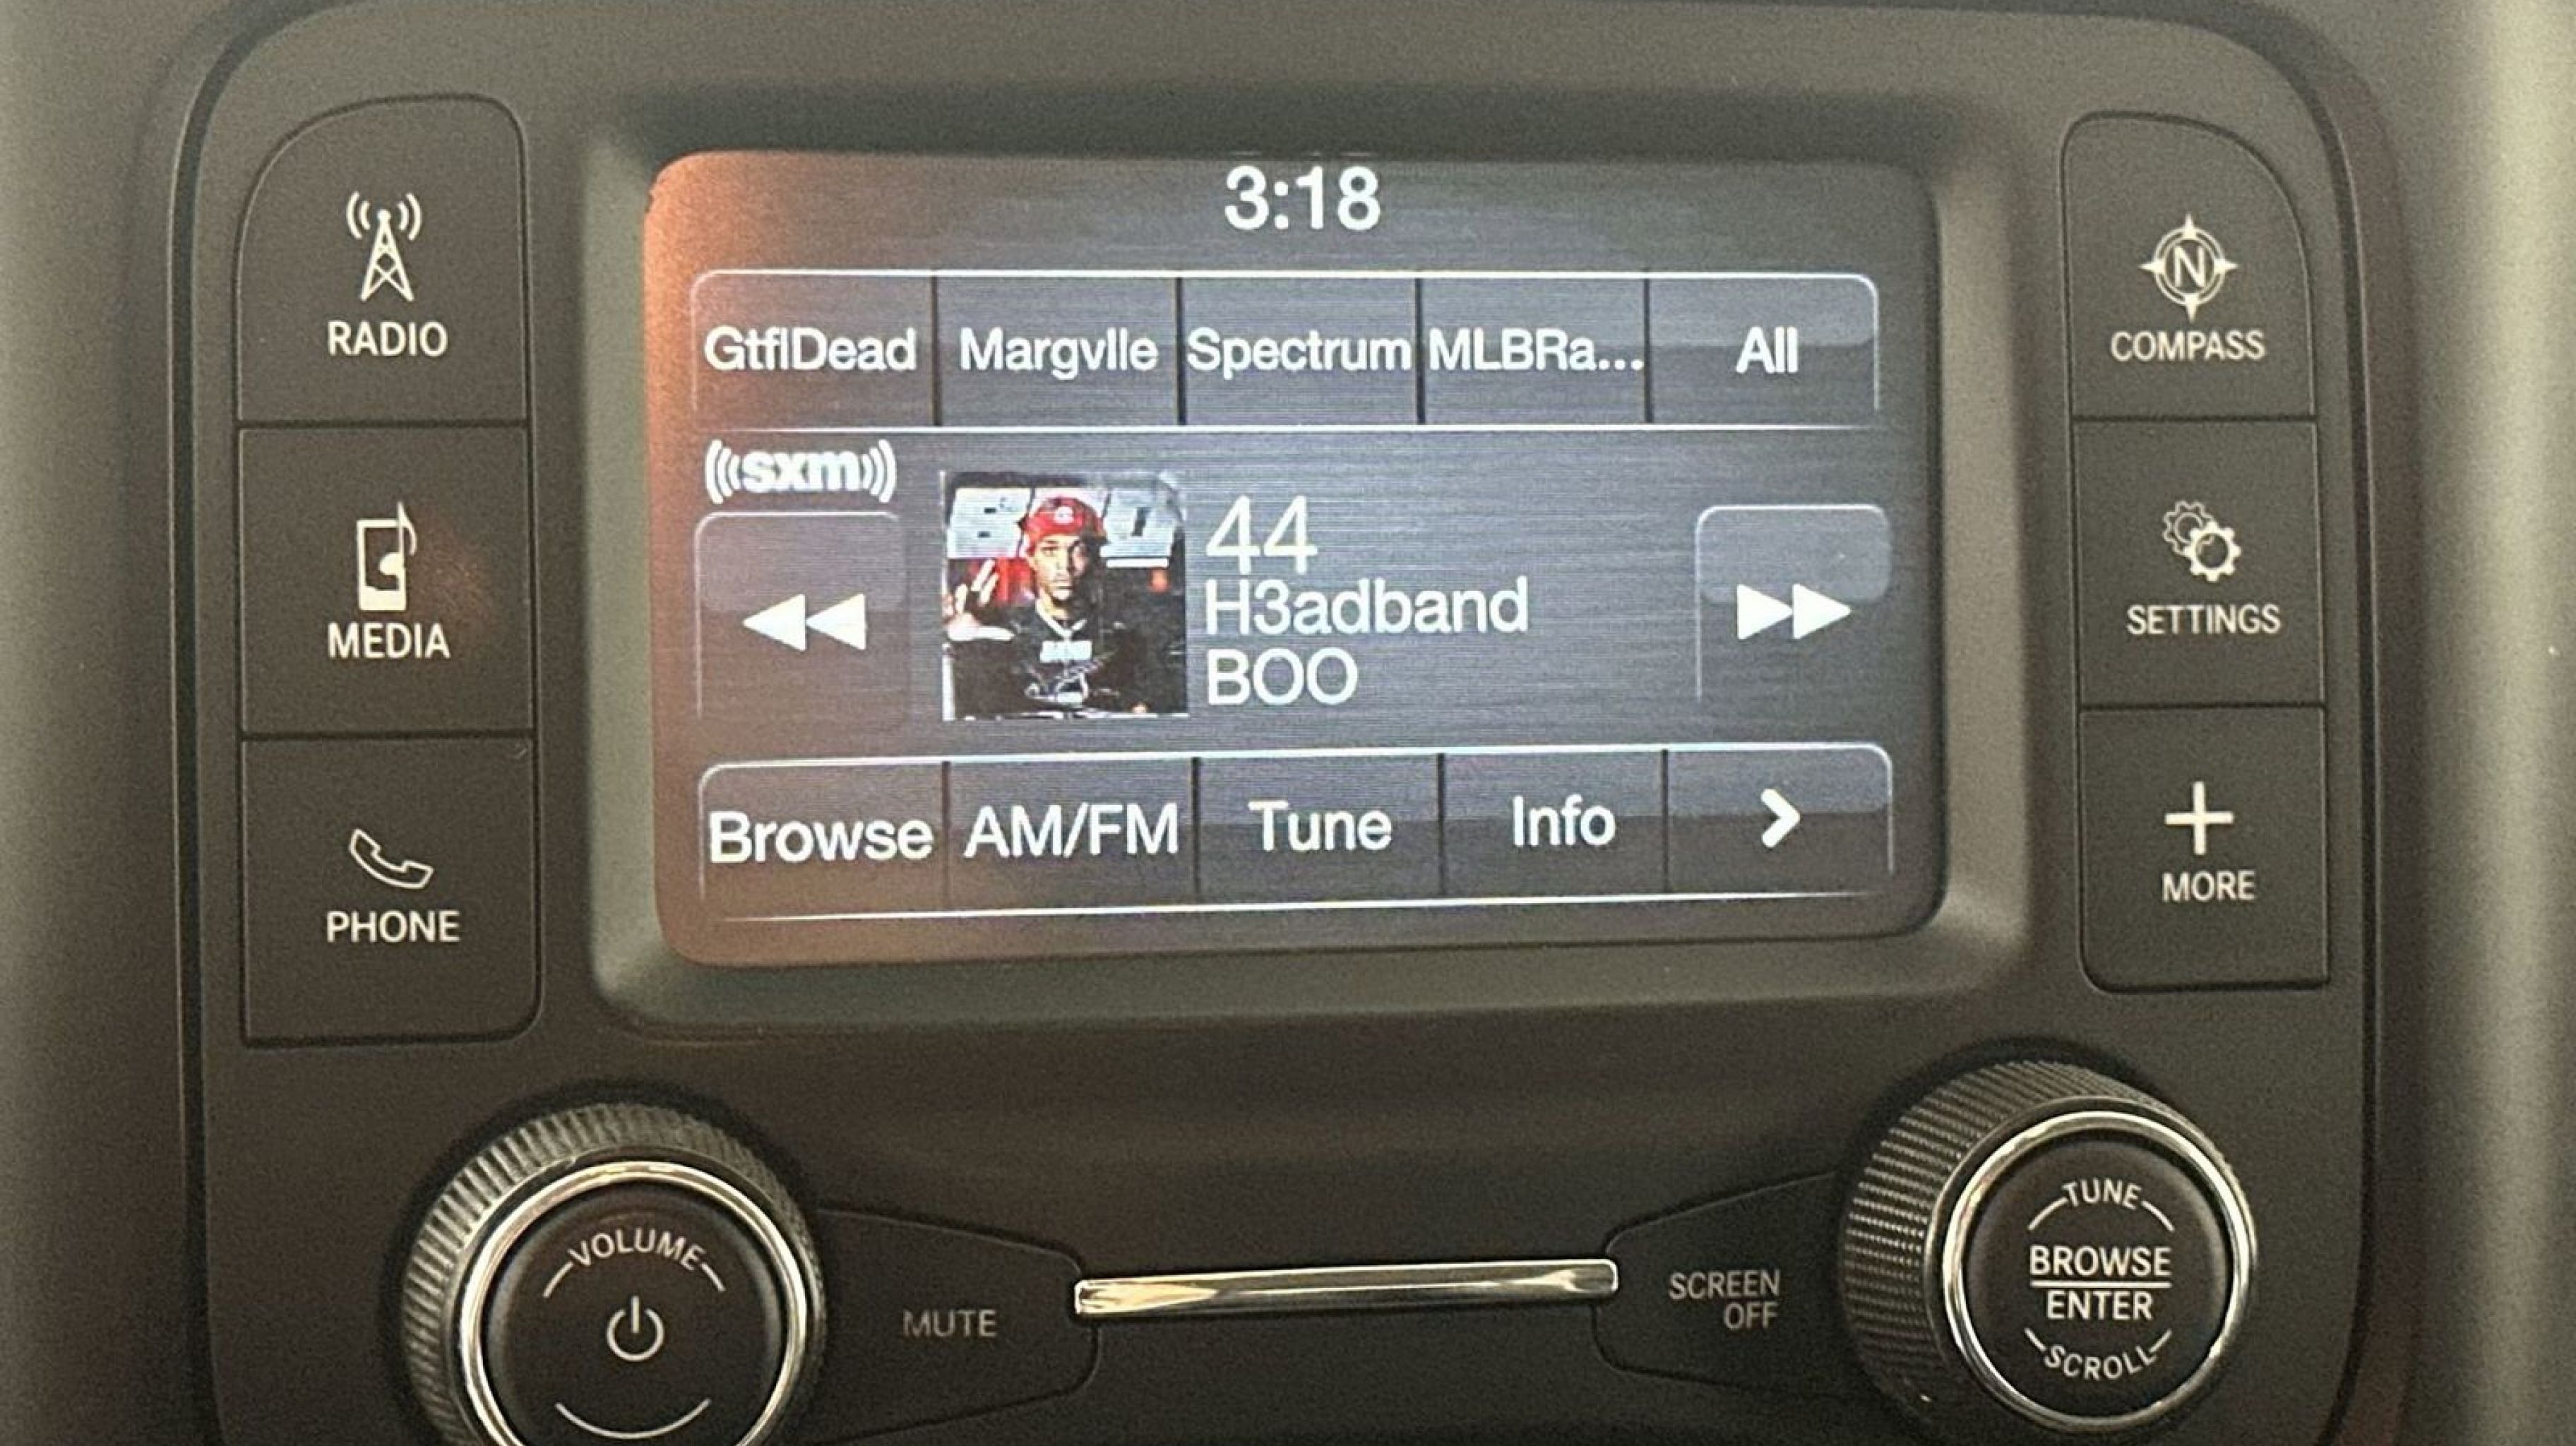 3:18
GtflDead Margvlle Spectrum MLBRa... All
((sxm))
44
H3adband
BOO
Browse AM/FM Tune Info
RADIO
MEDIA
PHONE
N
COMPASS
SETTINGS
MORE
VOLUME
MUTE
SCREEN
OFF
TUNE
BROWSE
ENTER
SCROLL